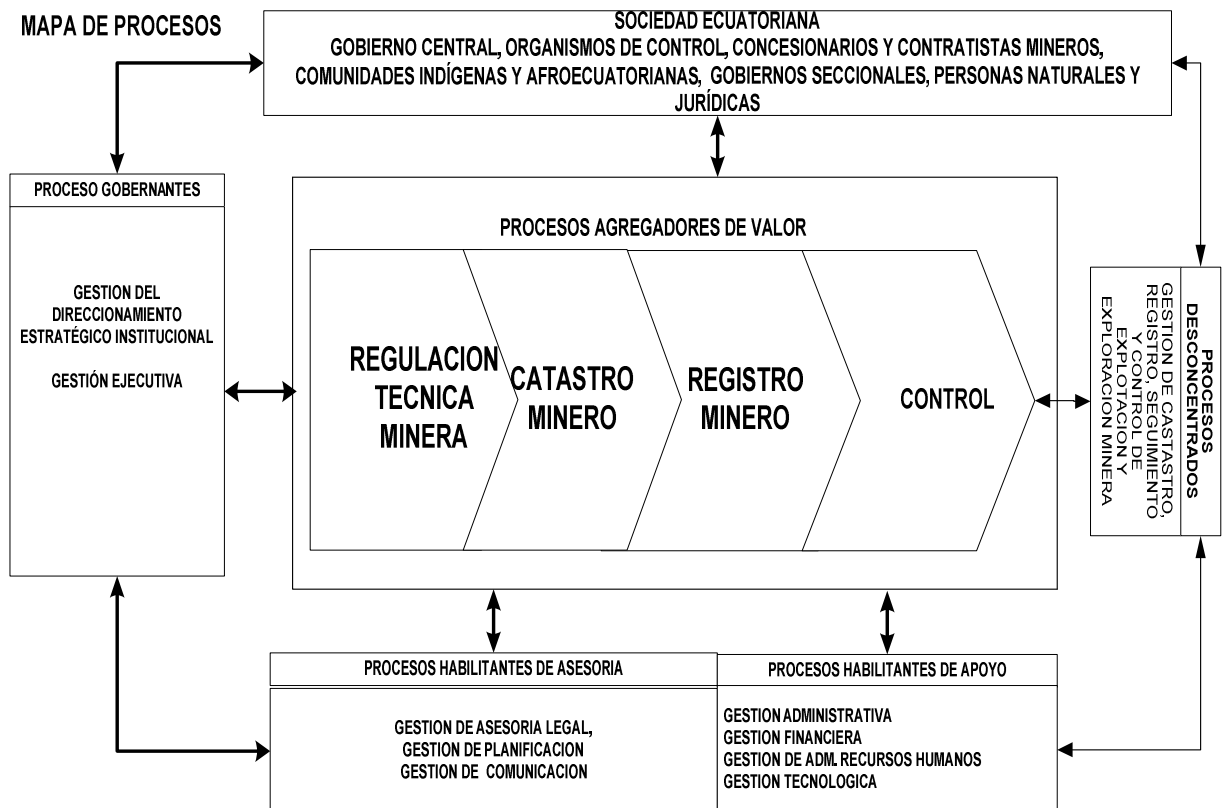 MAPA DE PROCESOS
SOCIEDAD ECUATORIANA
GOBIERNO CENTRAL, ORGANISMOS DE CONTROL, CONCESIONARIOS Y CONTRATISTAS MINEROS,
COMUNIDADES INDÍGENAS Y AFROECUATORIANAS, GOBIERNOS SECCIONALES, PERSONAS NATURALES Y
JURÍDICAS
PROCESO GOBERNANTES
GESTION DEL
DIRECCIONAMIENTO
ESTRATÉGICO INSTITUCIONAL
GESTIÓN EJECUTIVA
PROCESOS AGREGADORES DE VALOR
REGULACION
TECNICA
MINERA
CATASTRO
MINERO
REGISTRO
MINERO
CONTROL
PROCESOS
DESCONCENTRADOS
GESTION DE CASTASTRO,
REGISTRO, SEGUIMIENTO
Y CONTROL DE
EXPLOTACION Y
EXPLORACION MINERA
PROCESOS HABILITANTES DE ASESORIA
GESTION DE ASESORIA LEGAL,
GESTION DE PLANIFICACION
GESTION DE COMUNICACION
PROCESOS HABILITANTES DE APOYO
GESTION ADMINISTRATIVA
GESTION FINANCIERA
GESTION DE ADM. RECURSOS HUMANOS
GESTION TECNOLOGICA